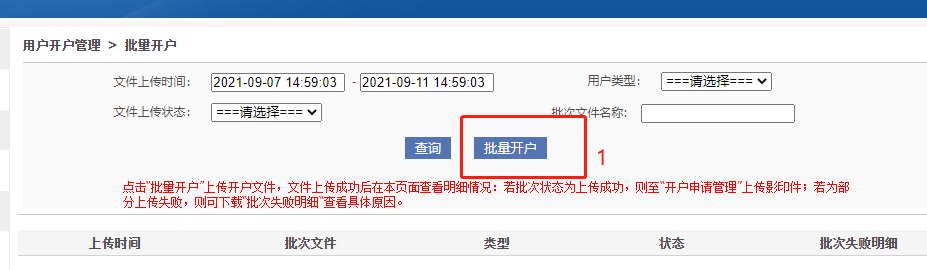 用户开户管理 > 批量开户
文件上传时间： 2021-09-07 14:59:03 - 2021-09-11 14:59:03 用户类型： ===请选择===
文件上传状态： ===请选择=== 批次文件名称：
查询 批量开户 1
点击“批量开户”上传开户文件，文件上传成功后在本页面查看明细情况：若批次状态为上传成功，则至“开户申请管理”上传影印件；若为部
分上传失败，则可下载“批次失败明细”查看具体原因。
上传时间 批次文件 类型 状态 批次失败明细